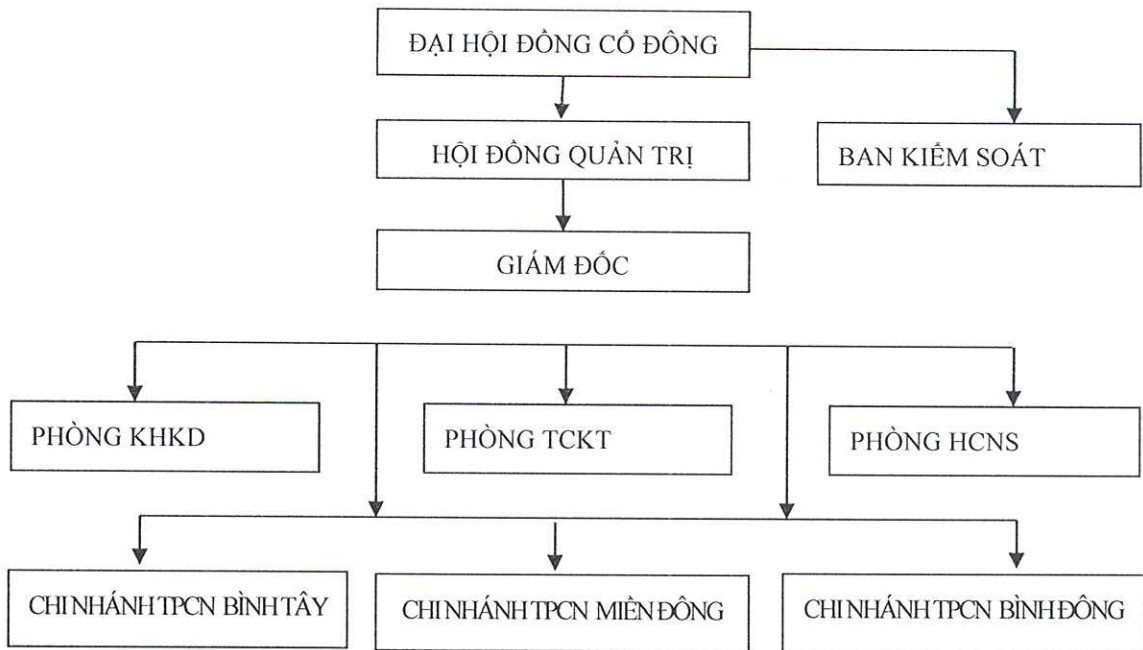 ĐẠI HỘI ĐỒNG CỔ ĐÔNG
HỘI ĐỒNG QUẢN TRỊ
BAN KIỂM SOÁT
GIÁM ĐỐC
PHÒNG KHKD
PHÒNG TCKT
PHÒNG HCNS
CHI NHÁNH TPCN BÌNH TÂY
CHI NHÁNH TPCN MIỀN ĐÔNG
CHI NHÁNH TPCN BÌNH ĐÔNG